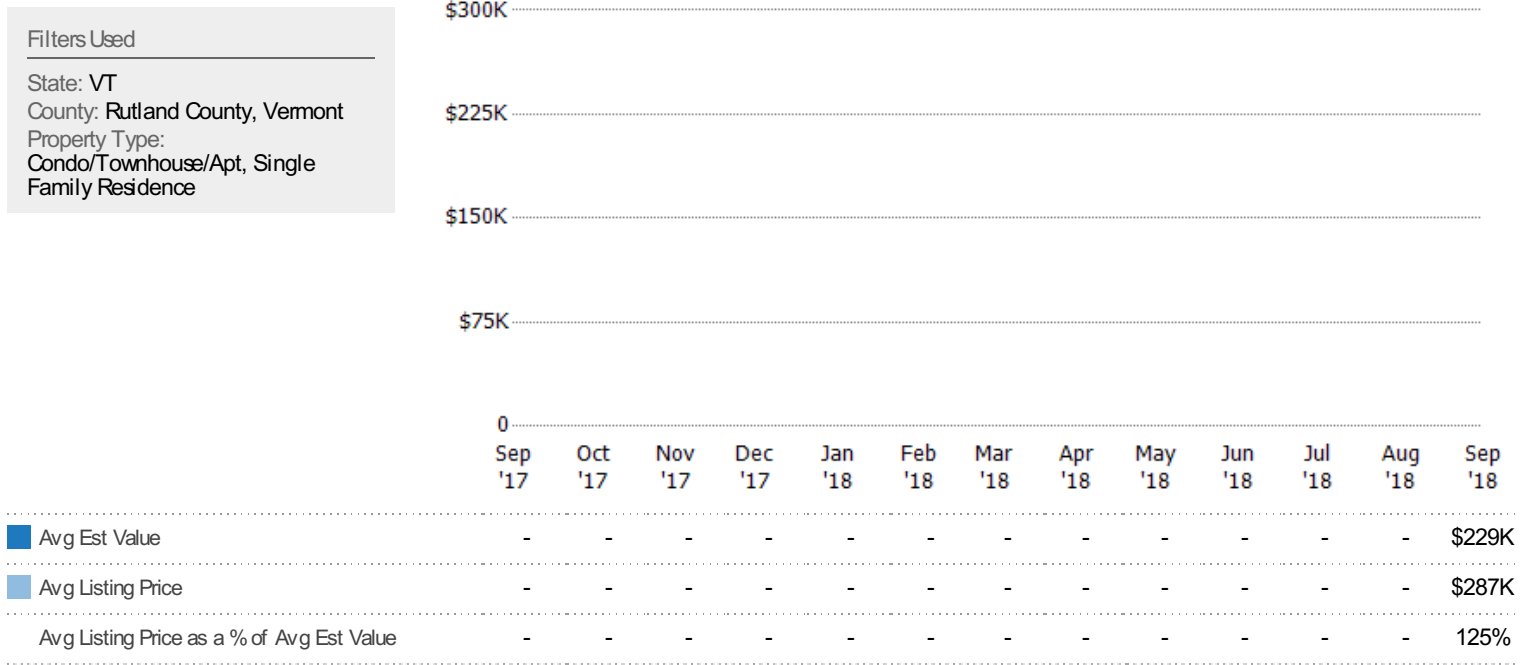 Filters Used
State: VT
County: Rutland County, Vermont
Property Type:
Condo/Townhouse/Apt, Single
Family Residence
$300K
$225K
$150K
$75K
0
Sep Oct Nov Dec Jan Feb Mar Apr May Jun Jul Aug Sep
'17 '17 '17 '17 '18 '18 '18 '18 '18 '18 '18 '18 '18
Avg Est Value - - - - - - - - - - - - $229K
Avg Listing Price - - - - - - - - - - - - $287K
Avg Listing Price as a % of Avg Est Value - - - - - - - - - - - - 125%